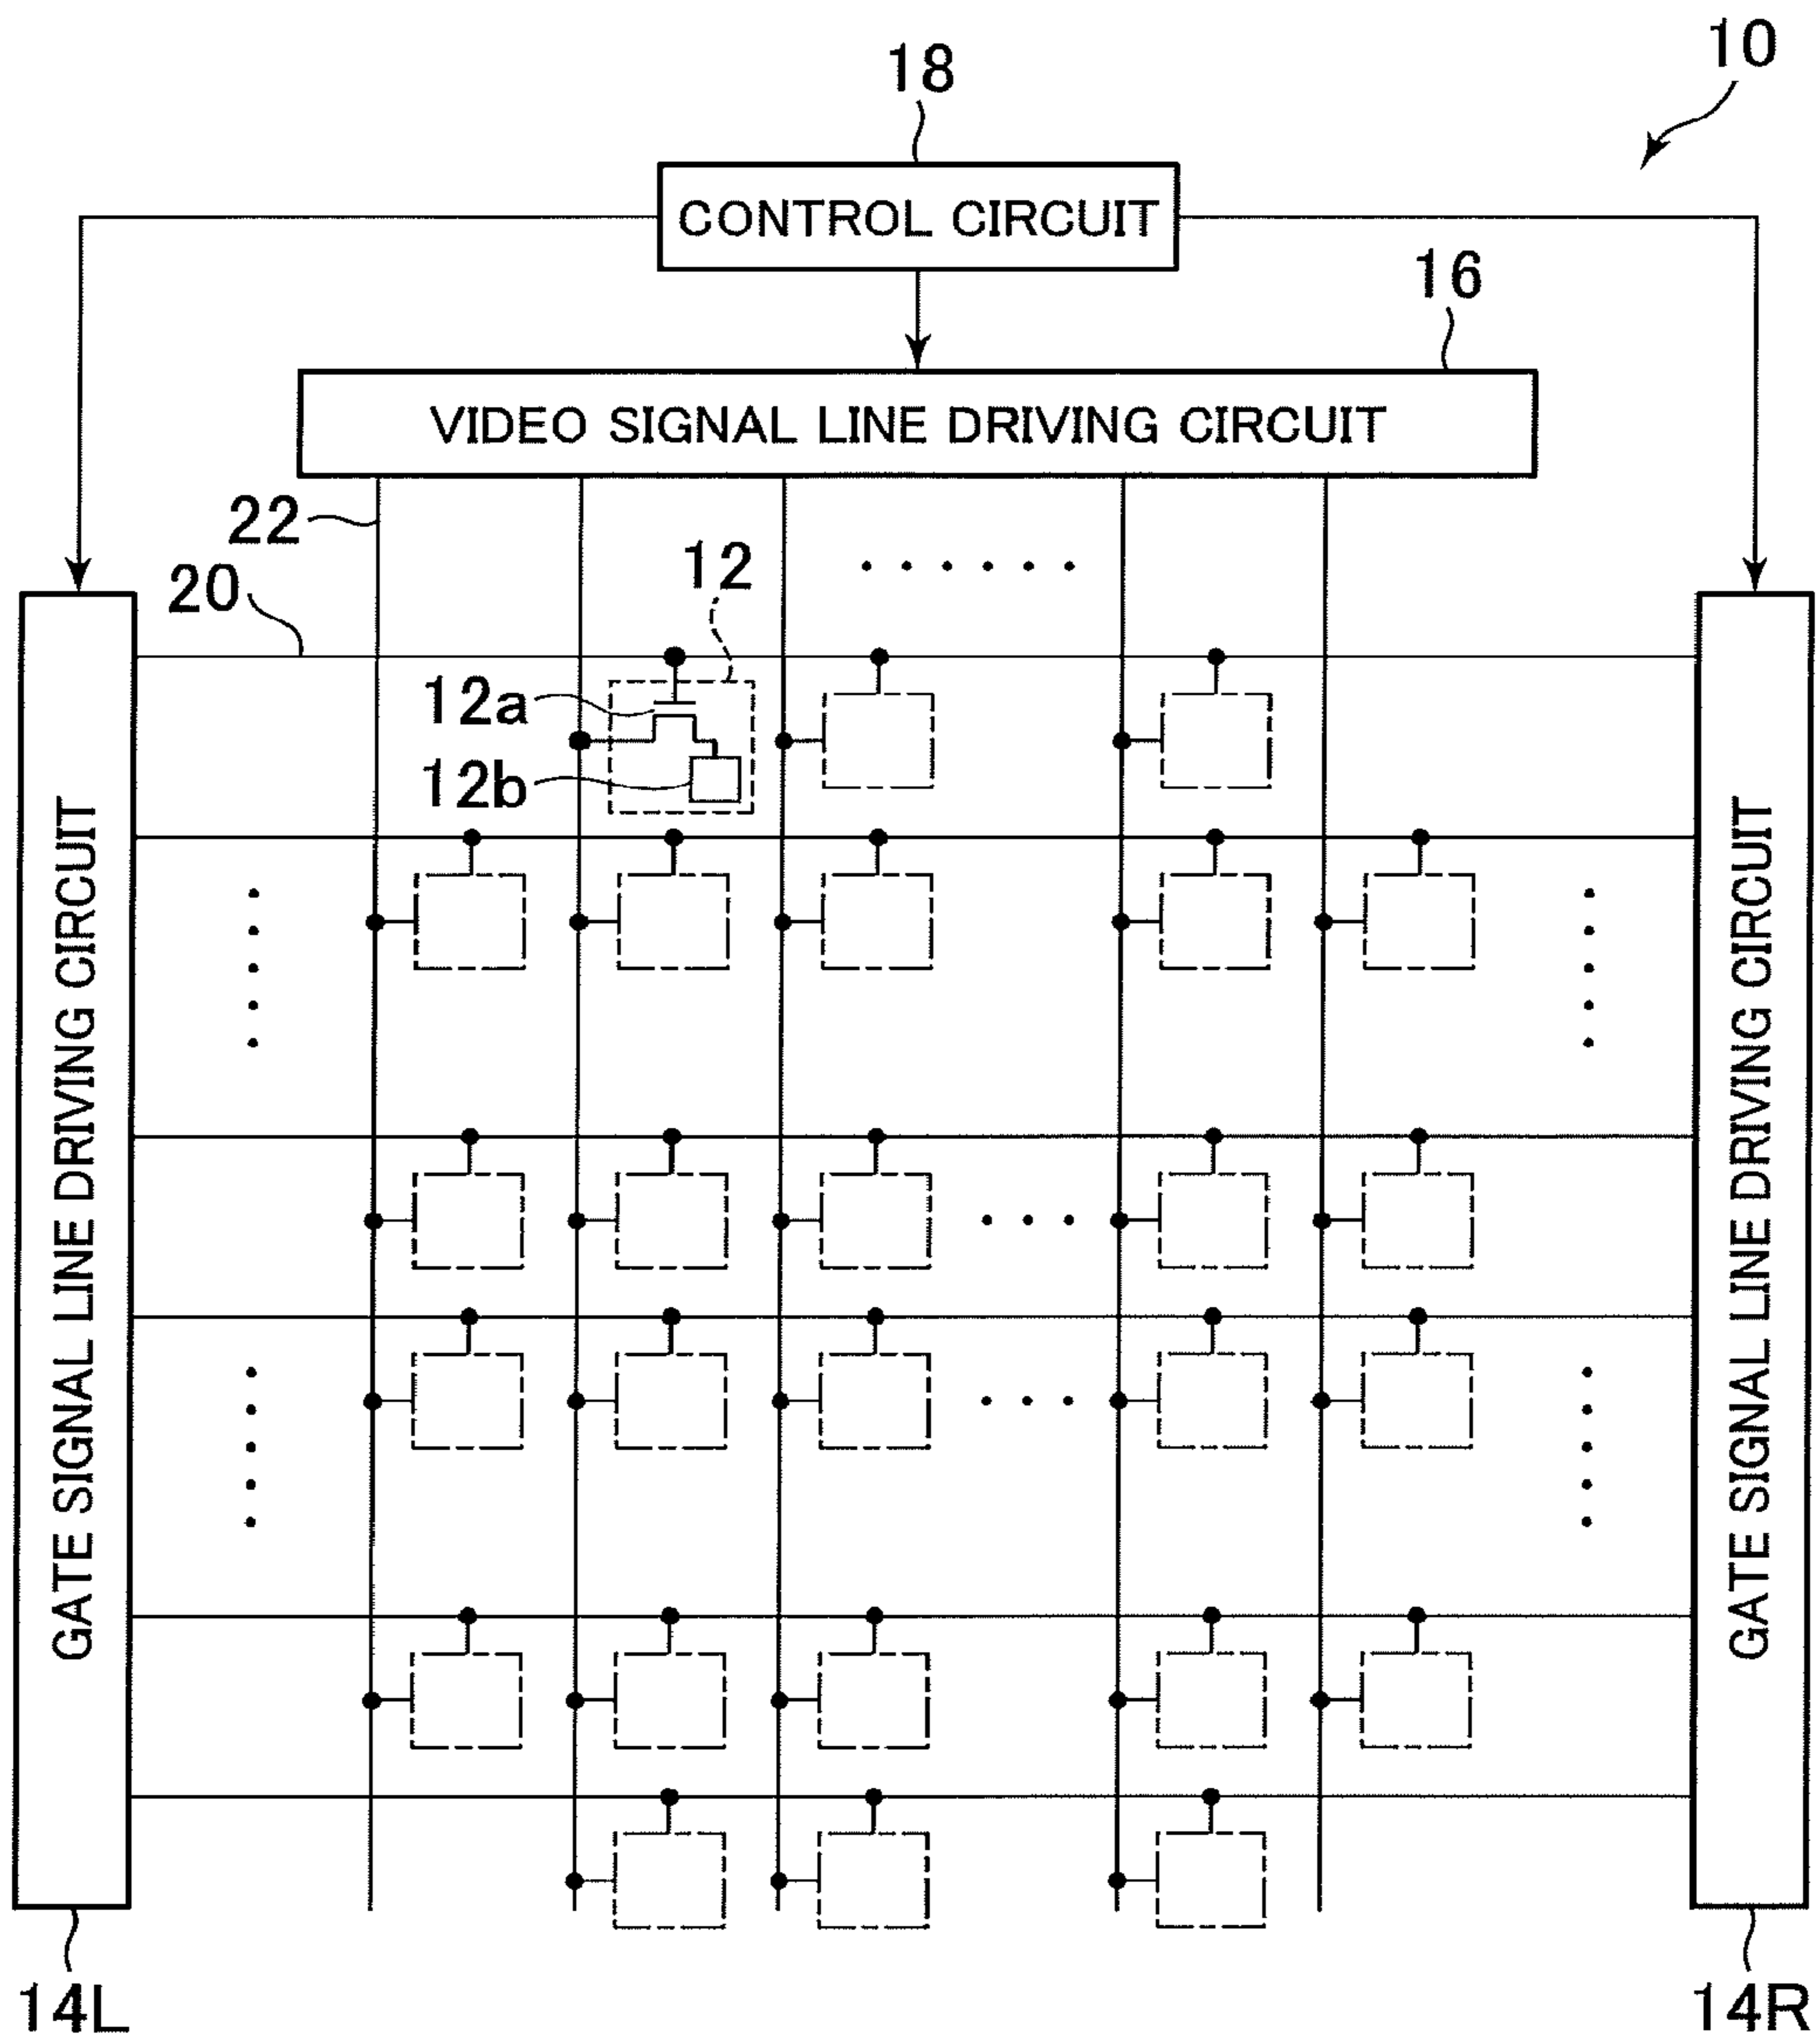 10
18
CONTROL CIRCUIT
16
VIDEO SIGNAL LINE DRIVING CIRCUIT
22
20
12
12a
12b
GATE SIGNAL LINE DRIVING CIRCUIT
GATE SIGNAL LINE DRIVING CIRCUIT
14L
14R